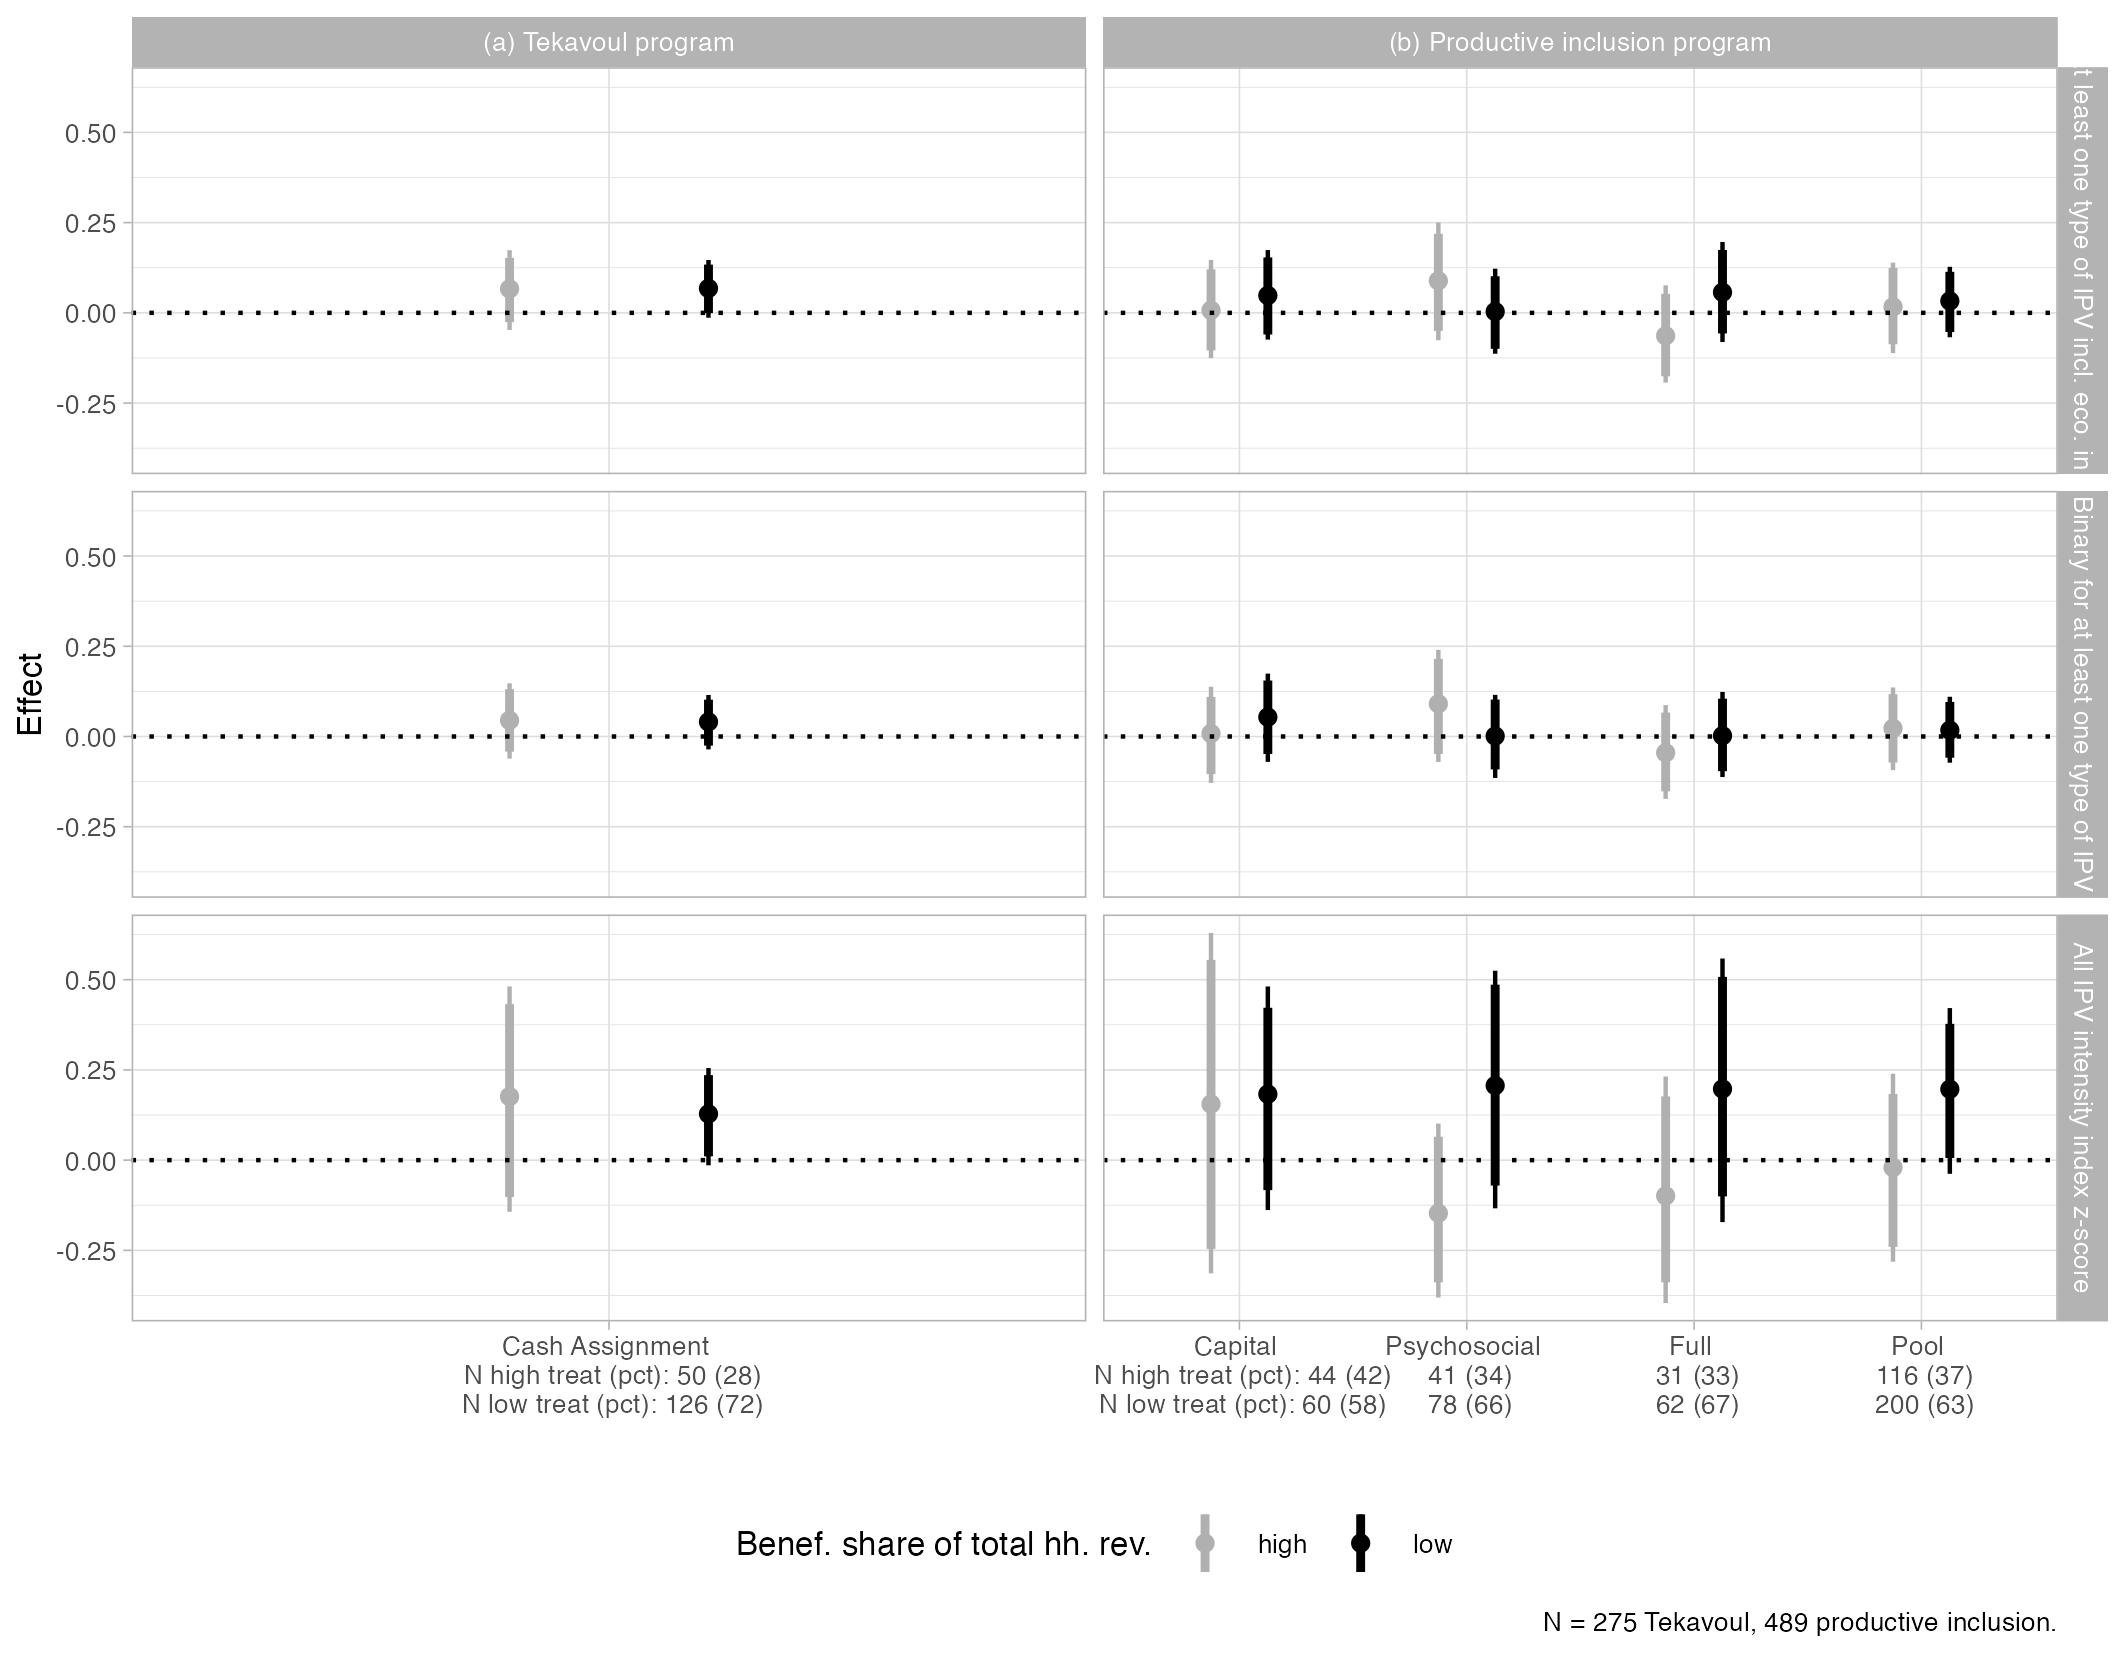 (a) Tekavoul program
(b) Productive inclusion program
0.50
0.25
0.00
-0.25
least one type of IPV incl. eco. in
0.50
0.25
0.00
-0.25
Binary for at least one type of IPV
0.50
0.25
0.00
-0.25
All IPV intensity index z-score
Effect
Cash Assignment
N high treat (pct): 50 (28)
N low treat (pct): 126 (72)
Capital
N high treat (pct): 44 (42)
N low treat (pct): 60 (58)
Psychosocial
41 (34)
78 (66)
Full
31 (33)
62 (67)
Pool
116 (37)
200 (63)
Benef. share of total hh. rev.
high
low
N = 275 Tekavoul, 489 productive inclusion.